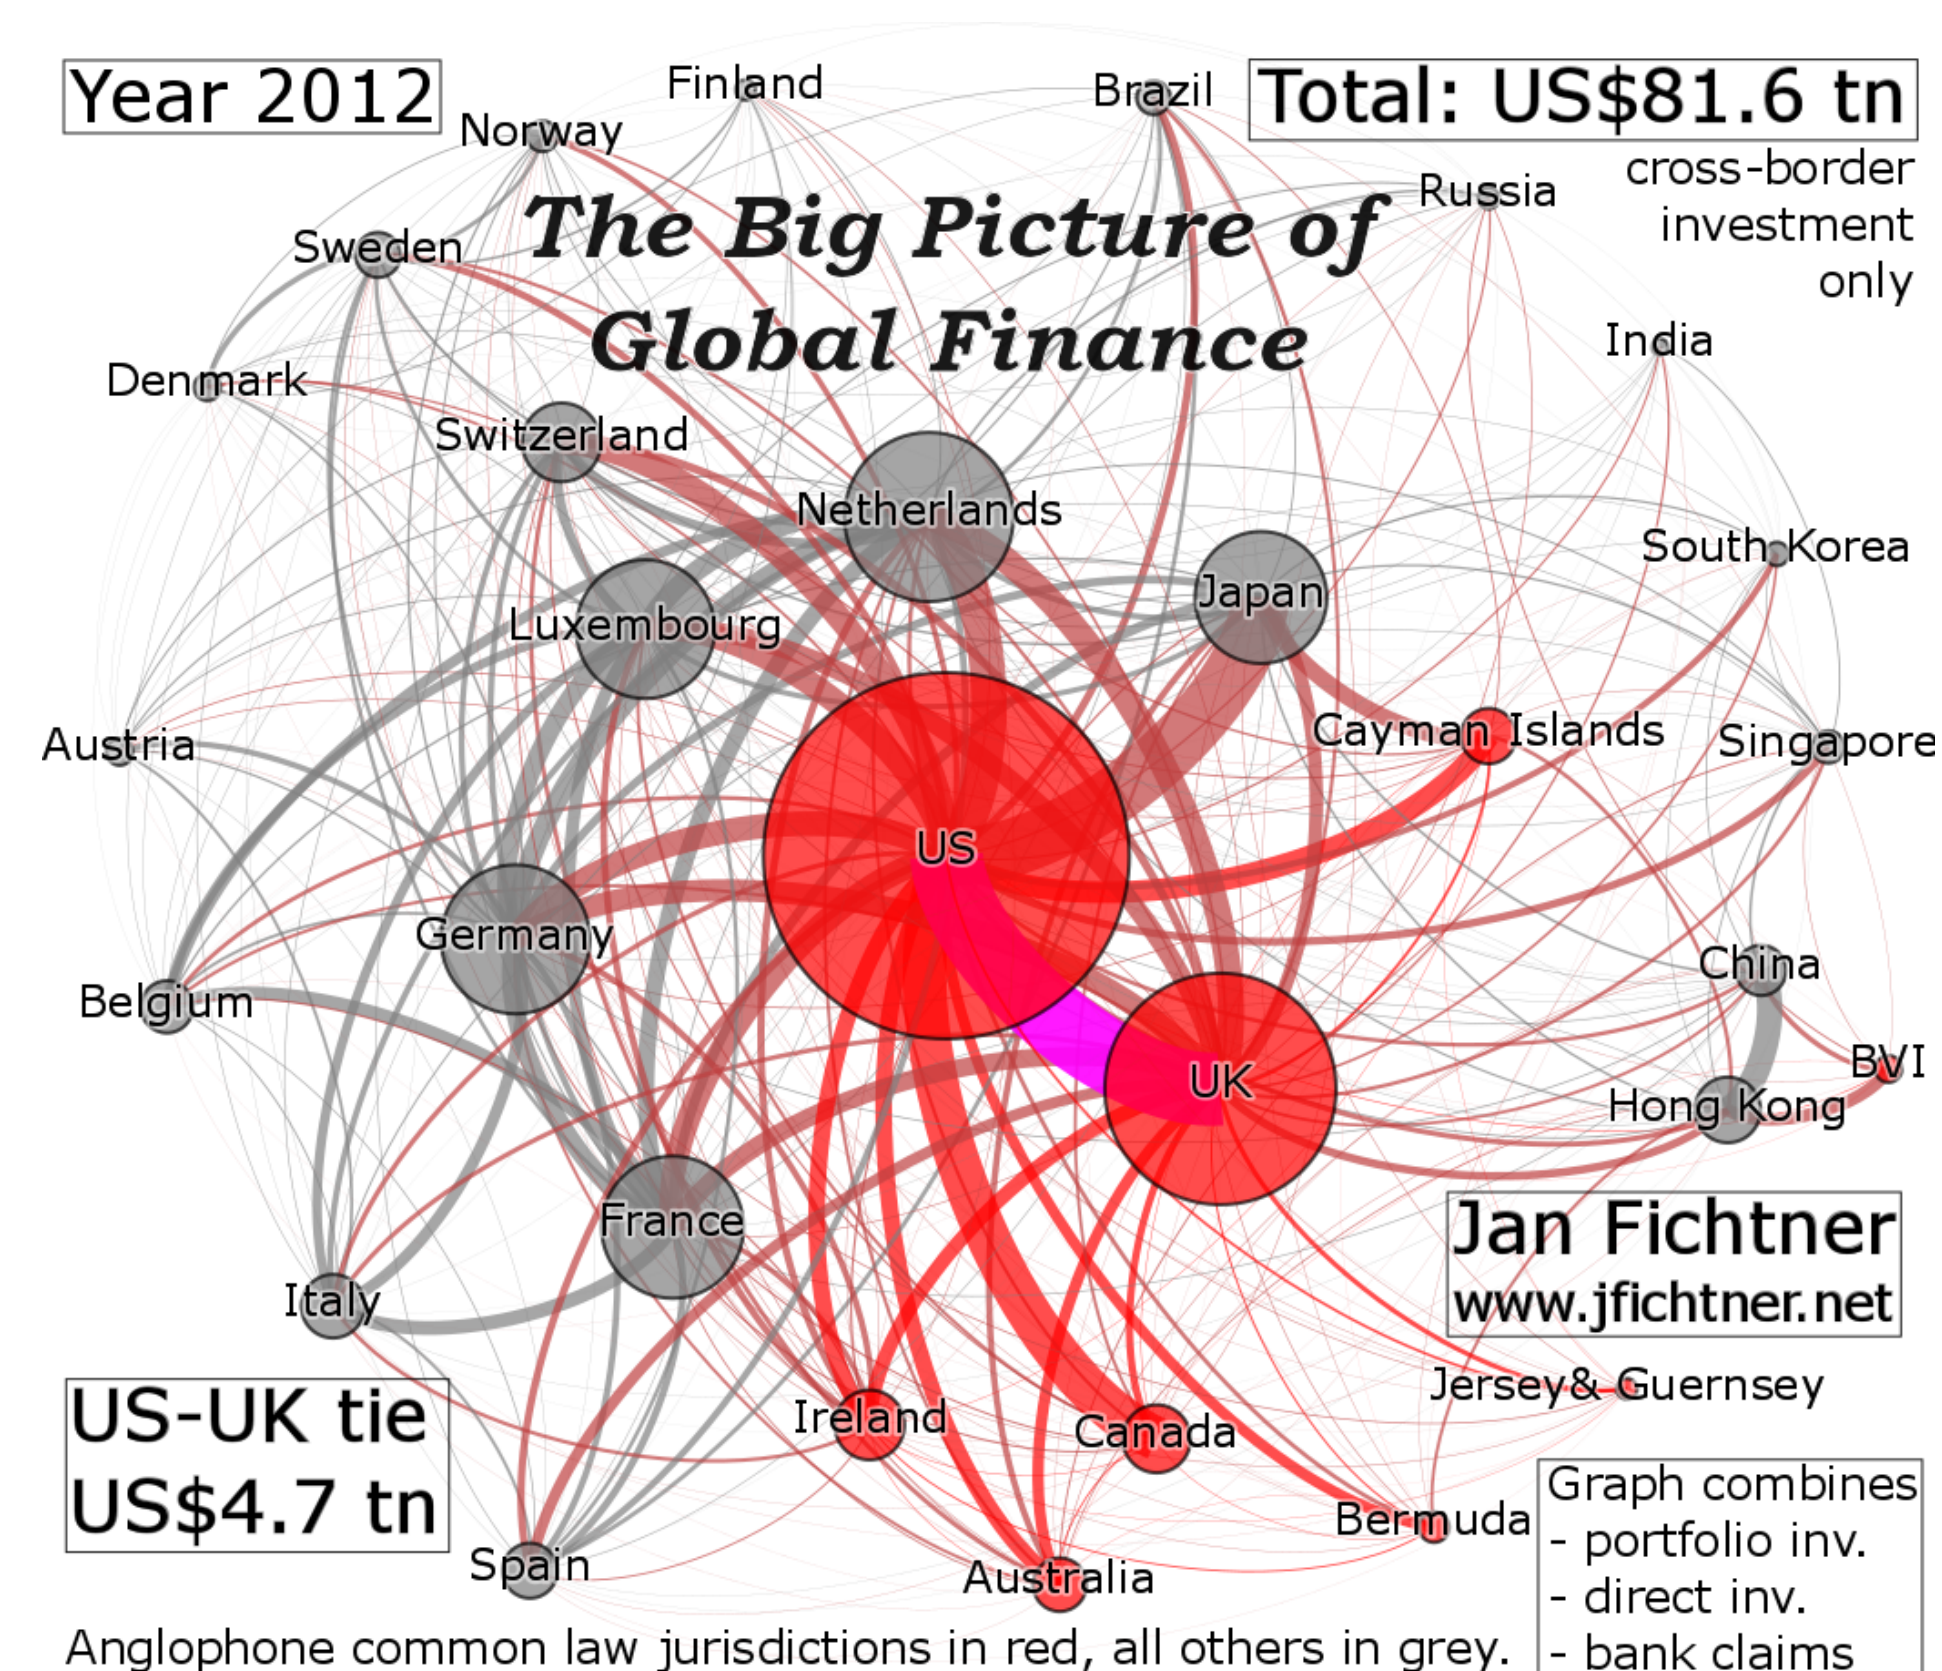 Year 2012
Finland
Brazil
Total: US$81.6 tn
Norway
cross-border
investment
only
Russia
The Big Picture of
Global Finance
Sweden
India
Denmark
Switzerland
Netherlands
South Korea
Japan
Luxembourg
Cayman Islands
Singapore
Austria
US
Germany
China
Belgium
BVI
UK
Hong Kong
France
Jan Fichtner
www.jfichtner.net
Italy
Jersey& Guernsey
US-UK tie
US$4.7 tn
Ireland
Canada
Bermuda
Spain
Australia
Graph combines
- portfolio inv.
- direct inv.
- bank claims
Anglophone common law jurisdictions in red, all others in grey.